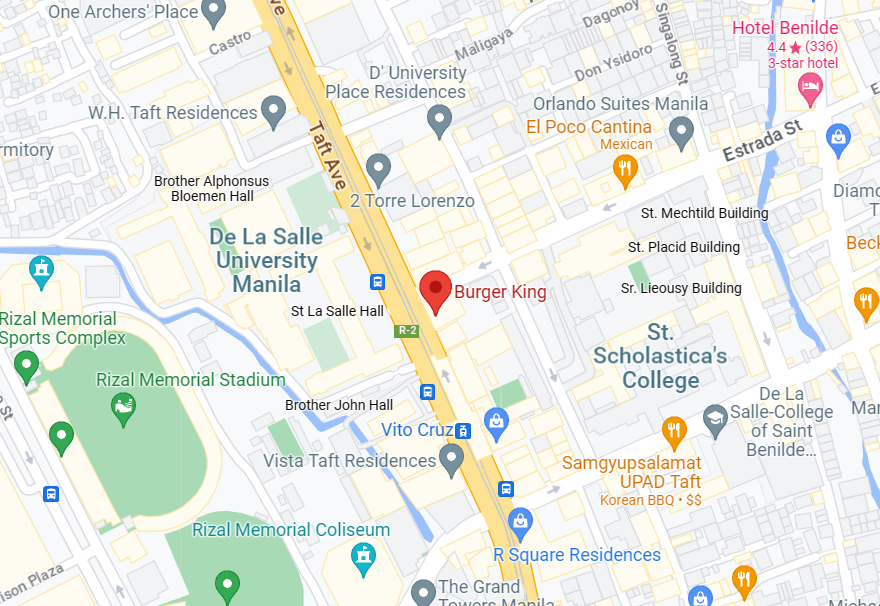 One Archers' Place
Ave
Castro
Maligaya
Dagonoy
Singalong St
Hotel Benilde
4.4★ (336)
3-star hotel
D' University
Place Residences
Don Ysidoro
W.H. Taft Residences
Orlando Suites Manila
El Poco Cantina
Mexican
Taft Ave
Estrada St
rmitory
Brother Alphonsus
Bloemen Hall
2 Torre Lorenzo
St. Mechtild Building
Diamo
De La Salle
University
Manila
St. Placid Building
Beck
Sr. Lieousy Building
Burger King
St La Salle Hall
R-2
Rizal Memorial
Sports Complex
St.
Scholastica's
College
Rizal Memorial Stadium
Brother John Hall
De La
Salle-College
of Saint
Benilde...
Mar
Vito Cruz
Vista Taft Residences
Samgyupsalamat
UPAD Taft
Korean BBQ • $$
Rizal Memorial Coliseum
R Square Residences
ison Plaza
The Grand
Towers Manila
Michae